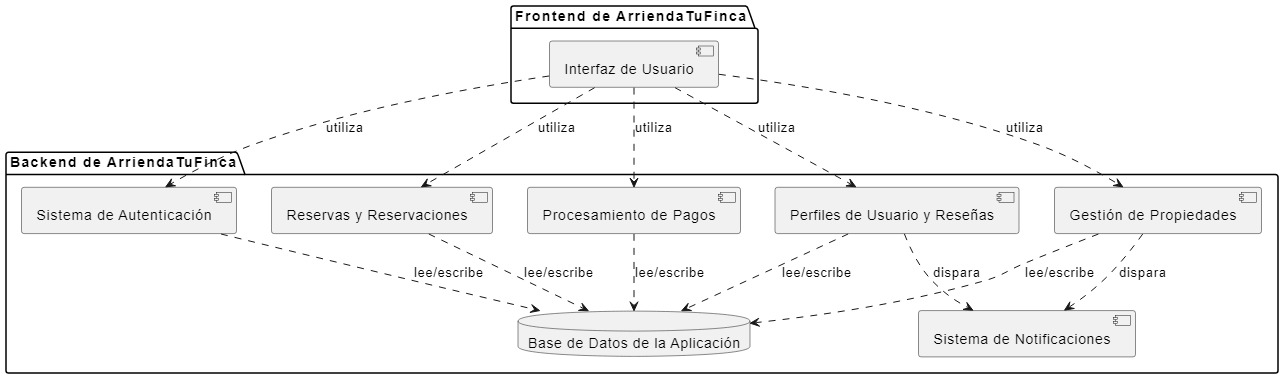 Frontend de ArriendaTuFinca
Interfaz de Usuario
utiliza
utiliza
utiliza
utiliza
utiliza
Backend de ArriendaTuFinca
Sistema de Autenticación
Reservas y Reservaciones
Procesamiento de Pagos
Perfiles de Usuario y Reseñas
Gestión de Propiedades
lee/escribe
lee/escribe
lee/escribe
lee/escribe
dispara
lee/escribe
dispara
Base de Datos de la Aplicación
Sistema de Notificaciones